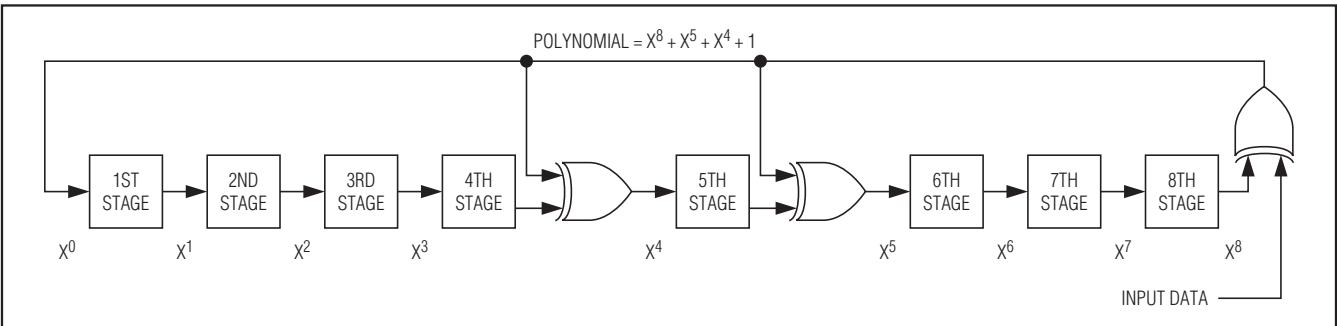 POLYNOMIAL = X⁸ + X⁵ + X⁴ + 1
1ST
STAGE
2ND
STAGE
3RD
STAGE
4TH
STAGE
5TH
STAGE
6TH
STAGE
7TH
STAGE
8TH
STAGE
X⁰
X¹
X²
X³
X⁴
X⁵
X⁶
X⁷
X⁸
INPUT DATA